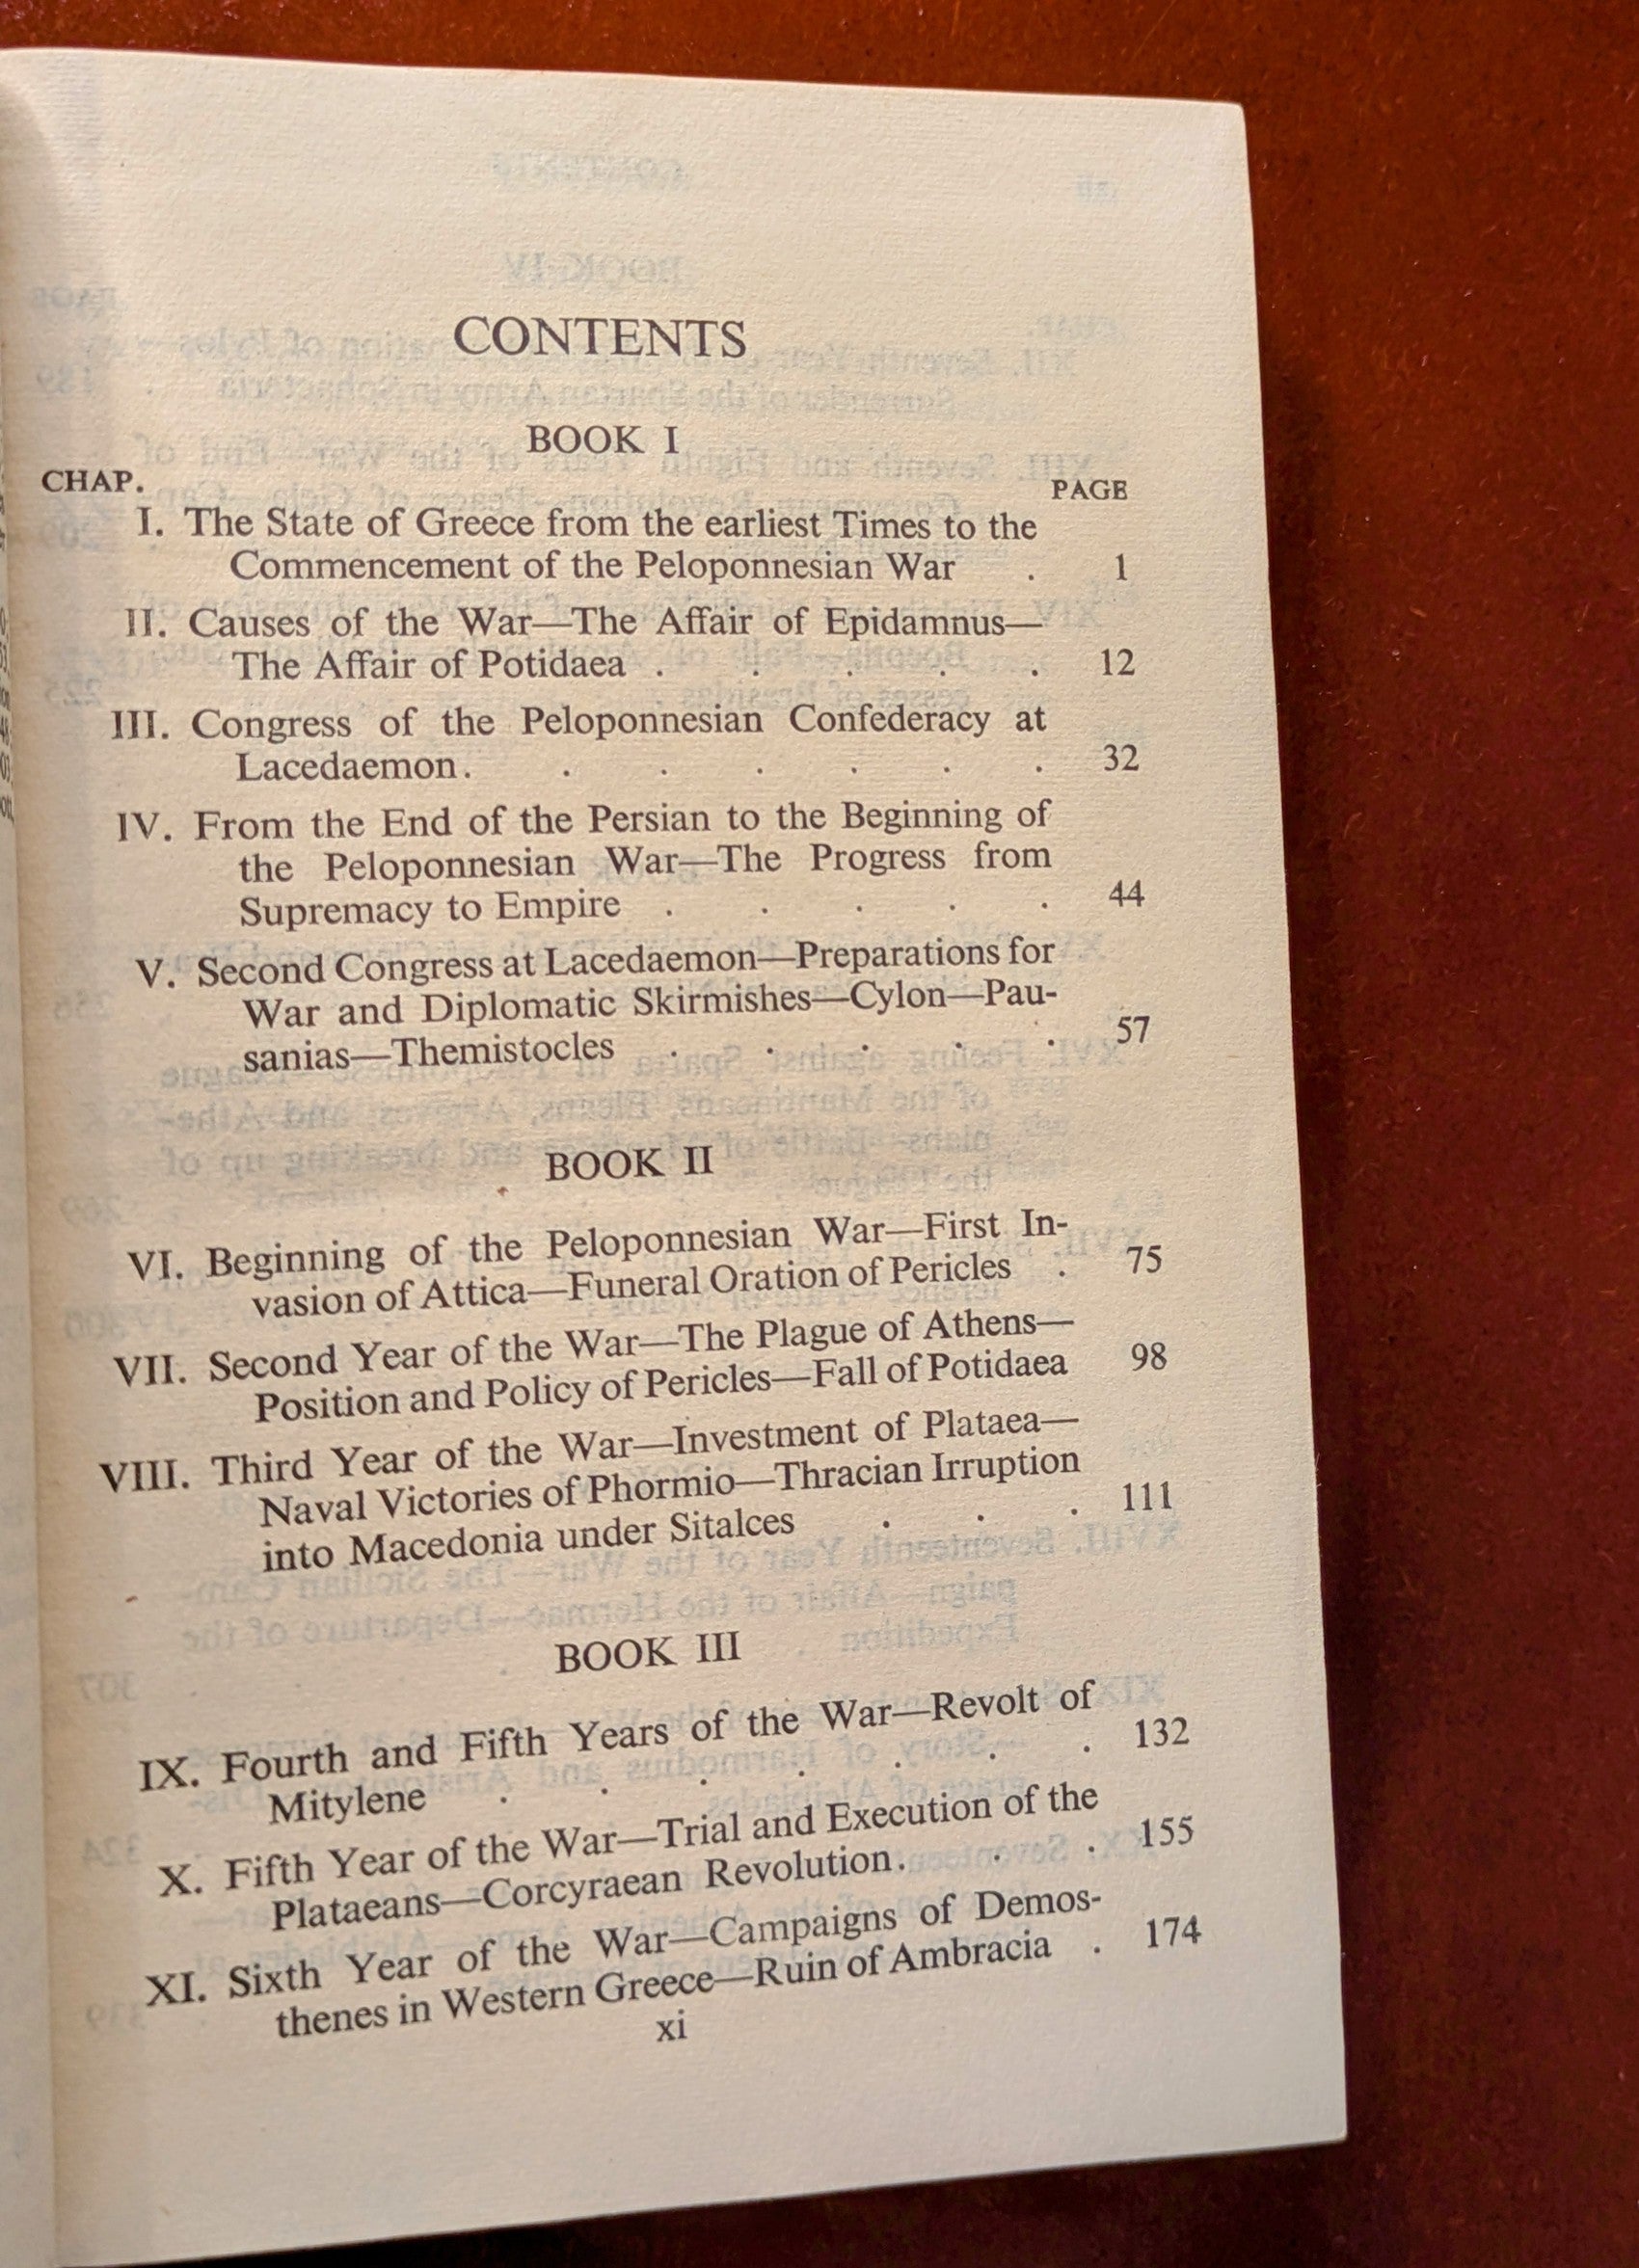 CONTENTS
BOOK I
CHAP. PAGE
I. The State of Greece from the earliest Times to the
Commencement of the Peloponnesian War . 1
II. Causes of the War—The Affair of Epidamnus—
The Affair of Potidaea . . . . . 12
III. Congress of the Peloponnesian Confederacy at
Lacedaemon. . . . . . . 32
IV. From the End of the Persian to the Beginning of
the Peloponnesian War—The Progress from
Supremacy to Empire . . . . . 44
V. Second Congress at Lacedaemon—Preparations for
War and Diplomatic Skirmishes—Cylon—Pau-
sanias—Themistocles . . . . . 57
BOOK II
VI. Beginning of the Peloponnesian War—First In-
vasion of Attica—Funeral Oration of Pericles . 75
VII. Second Year of the War—The Plague of Athens—
Position and Policy of Pericles—Fall of Potidaea 98
VIII. Third Year of the War—Investment of Plataea—
Naval Victories of Phormio—Thracian Irruption
into Macedonia under Sitalces . . . 111
BOOK III
IX. Fourth and Fifth Years of the War—Revolt of
Mitylene . . . . . . . 132
X. Fifth Year of the War—Trial and Execution of the
Plataeans—Corcyraean Revolution. . . 155
XI. Sixth Year of the War—Campaigns of Demos-
thenes in Western Greece—Ruin of Ambracia . 174
xi